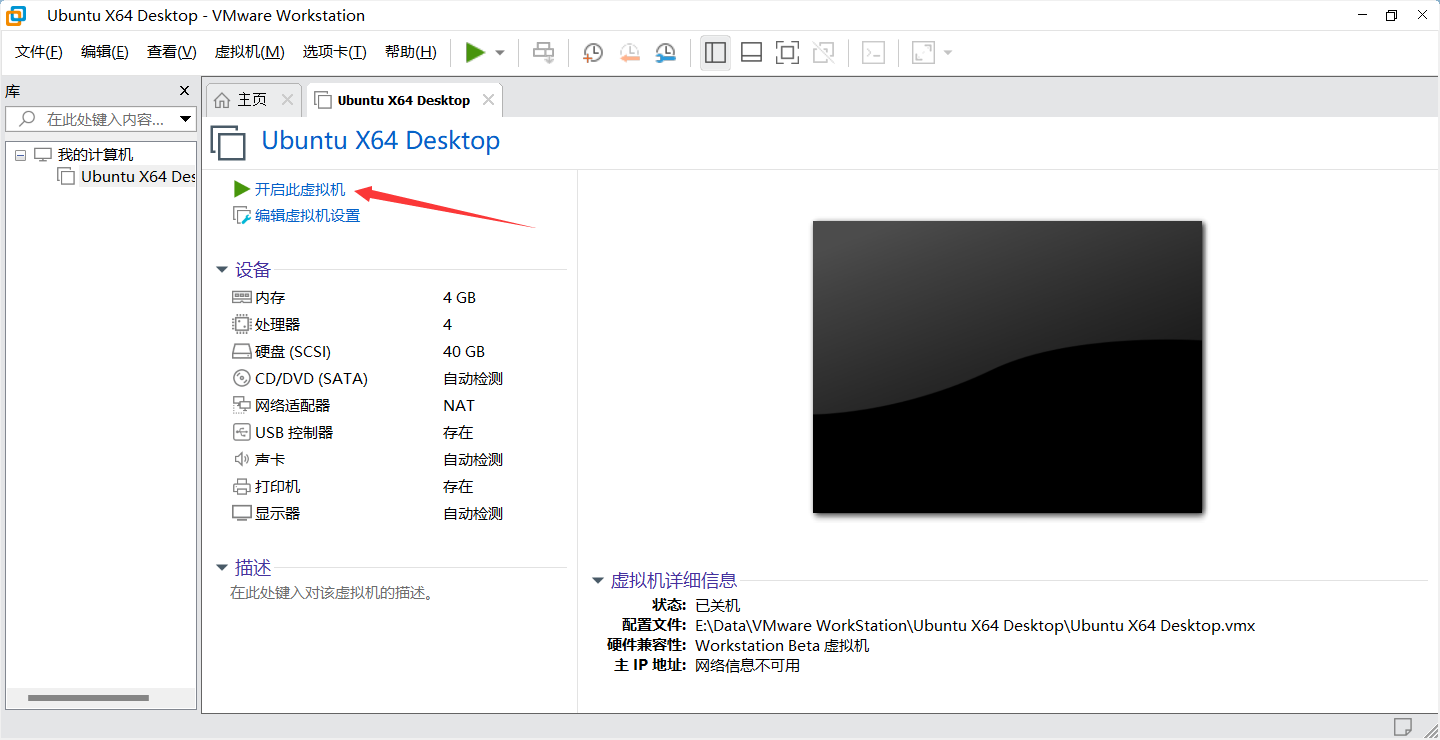 Ubuntu X64 Desktop - VMware Workstation
文件(F) 编辑(E) 查看(V) 虚拟机(M) 选项卡(T) 帮助(H)
库
在此处键入内容...
我的计算机
Ubuntu X64 Des
主页
Ubuntu X64 Desktop
Ubuntu X64 Desktop
开启此虚拟机
编辑虚拟机设置
设备
内存 4 GB
处理器 4
硬盘 (SCSI) 40 GB
CD/DVD (SATA) 自动检测
网络适配器 NAT
USB 控制器 存在
声卡 自动检测
打印机 存在
显示器 自动检测
描述
在此处键入对该虚拟机的描述。
虚拟机详细信息
状态: 已关机
配置文件: E:\Data\VMware WorkStation\Ubuntu X64 Desktop\Ubuntu X64 Desktop.vmx
硬件兼容性: Workstation Beta 虚拟机
主 IP 地址: 网络信息不可用